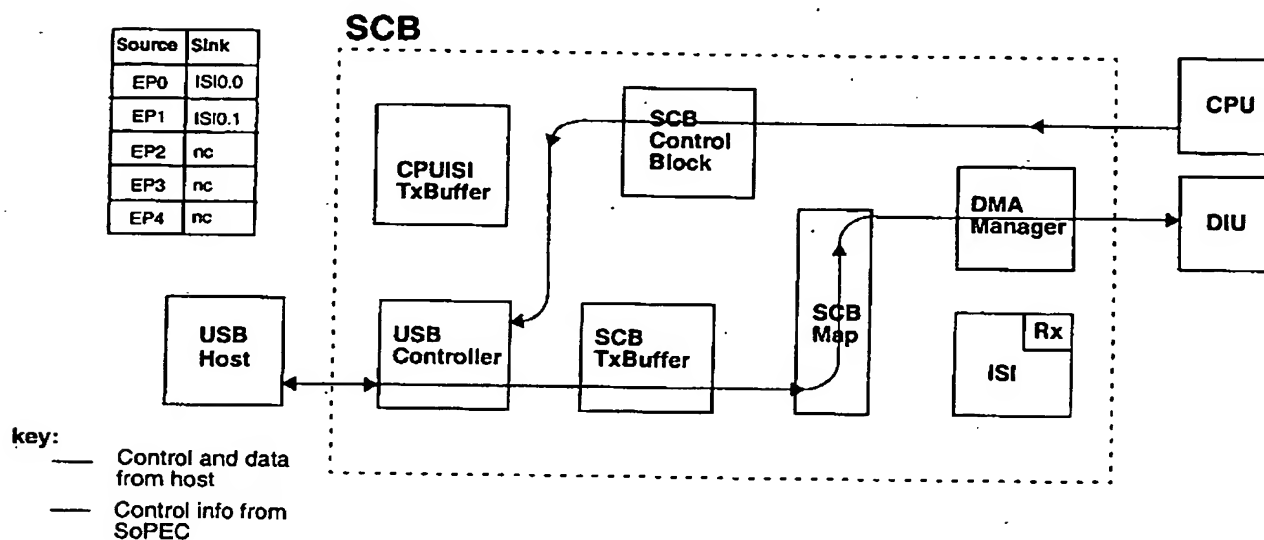 SCB
Source Sink
EP0 ISI0.0
EP1 ISI0.1
EP2 nc
EP3 nc
EP4 nc
CPUISI
TxBuffer
SCB
Control
Block
CPU
DMA
Manager
DIU
USB
Host
USB
Controller
SCB
TxBuffer
SCB
Map
Rx
ISI
key:
Control and data
from host
Control info from
SoPEC